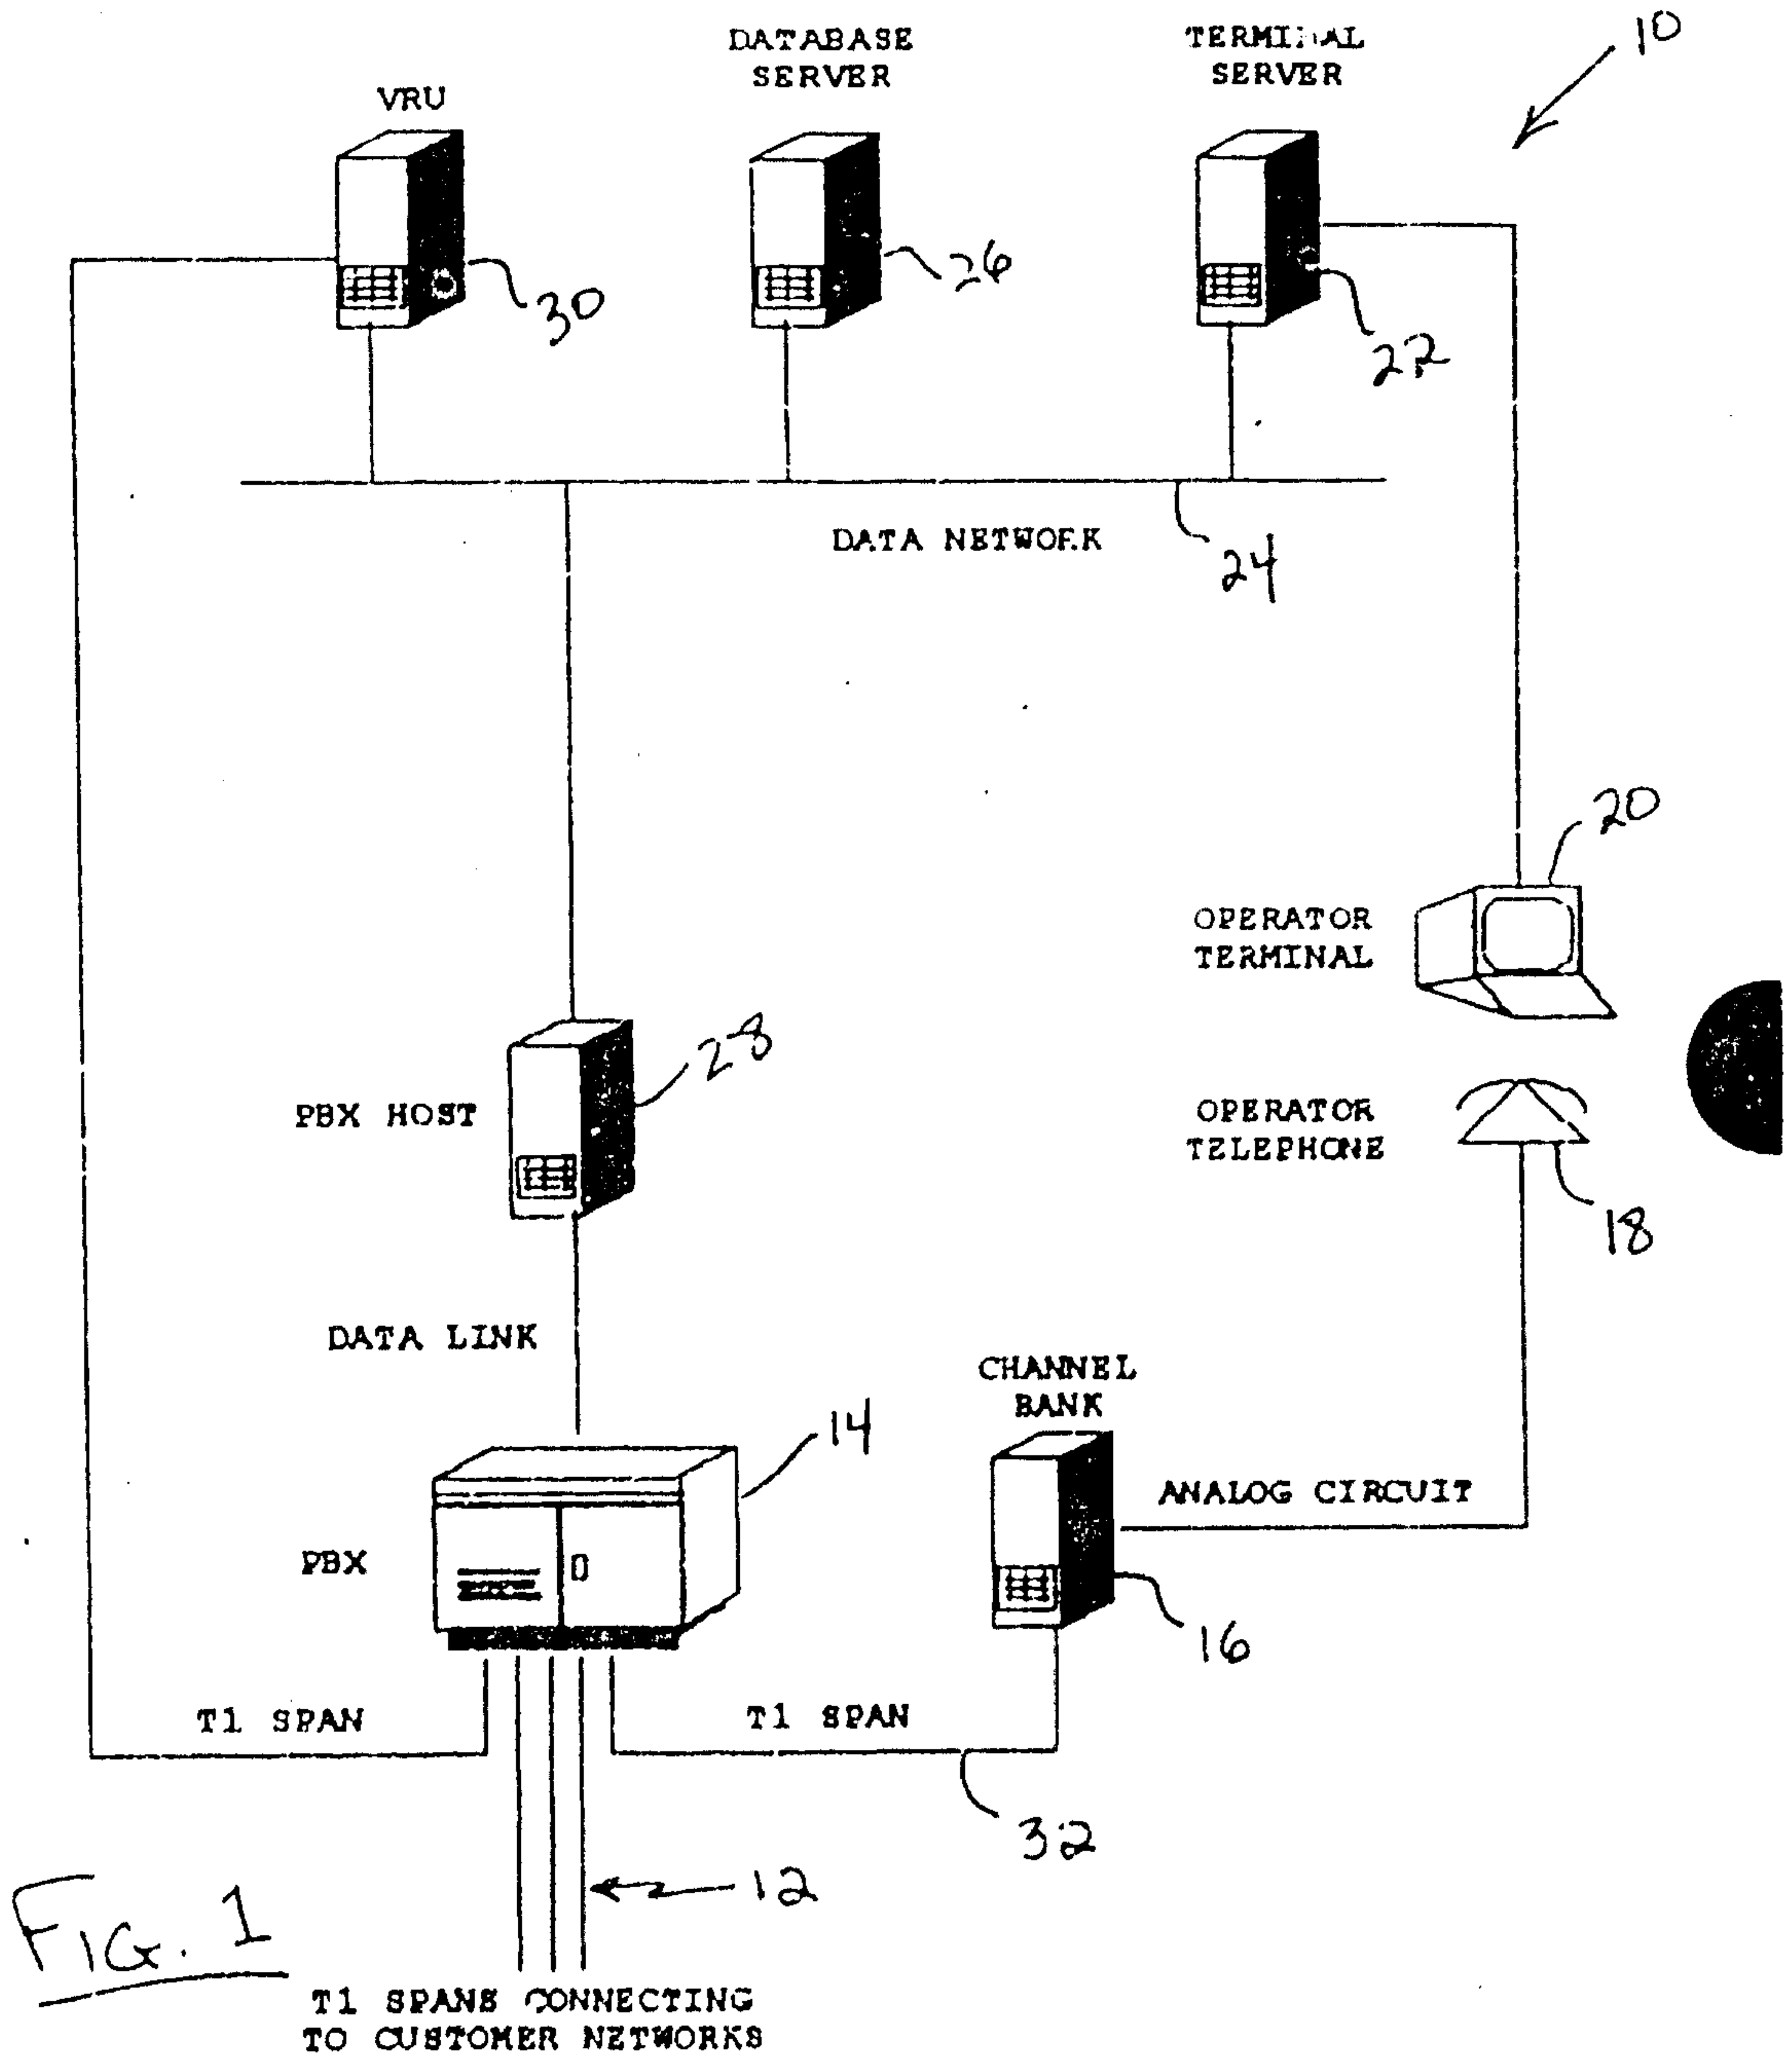 10
DATABASE
SERVER
TERMINAL
SERVER
VRU
30
26
22
DATA NETWORK
24
20
OPERATOR
TERMINAL
28
PBX HOST
OPERATOR
TELEPHONE
18
DATA LINK
CHANNEL
BANK
14
ANALOG CIRCUIT
PBX
16
T1 SPAN
T1 SPAN
32
12
FIG. 1
T1 SPANS CONNECTING
TO CUSTOMER NETWORKS